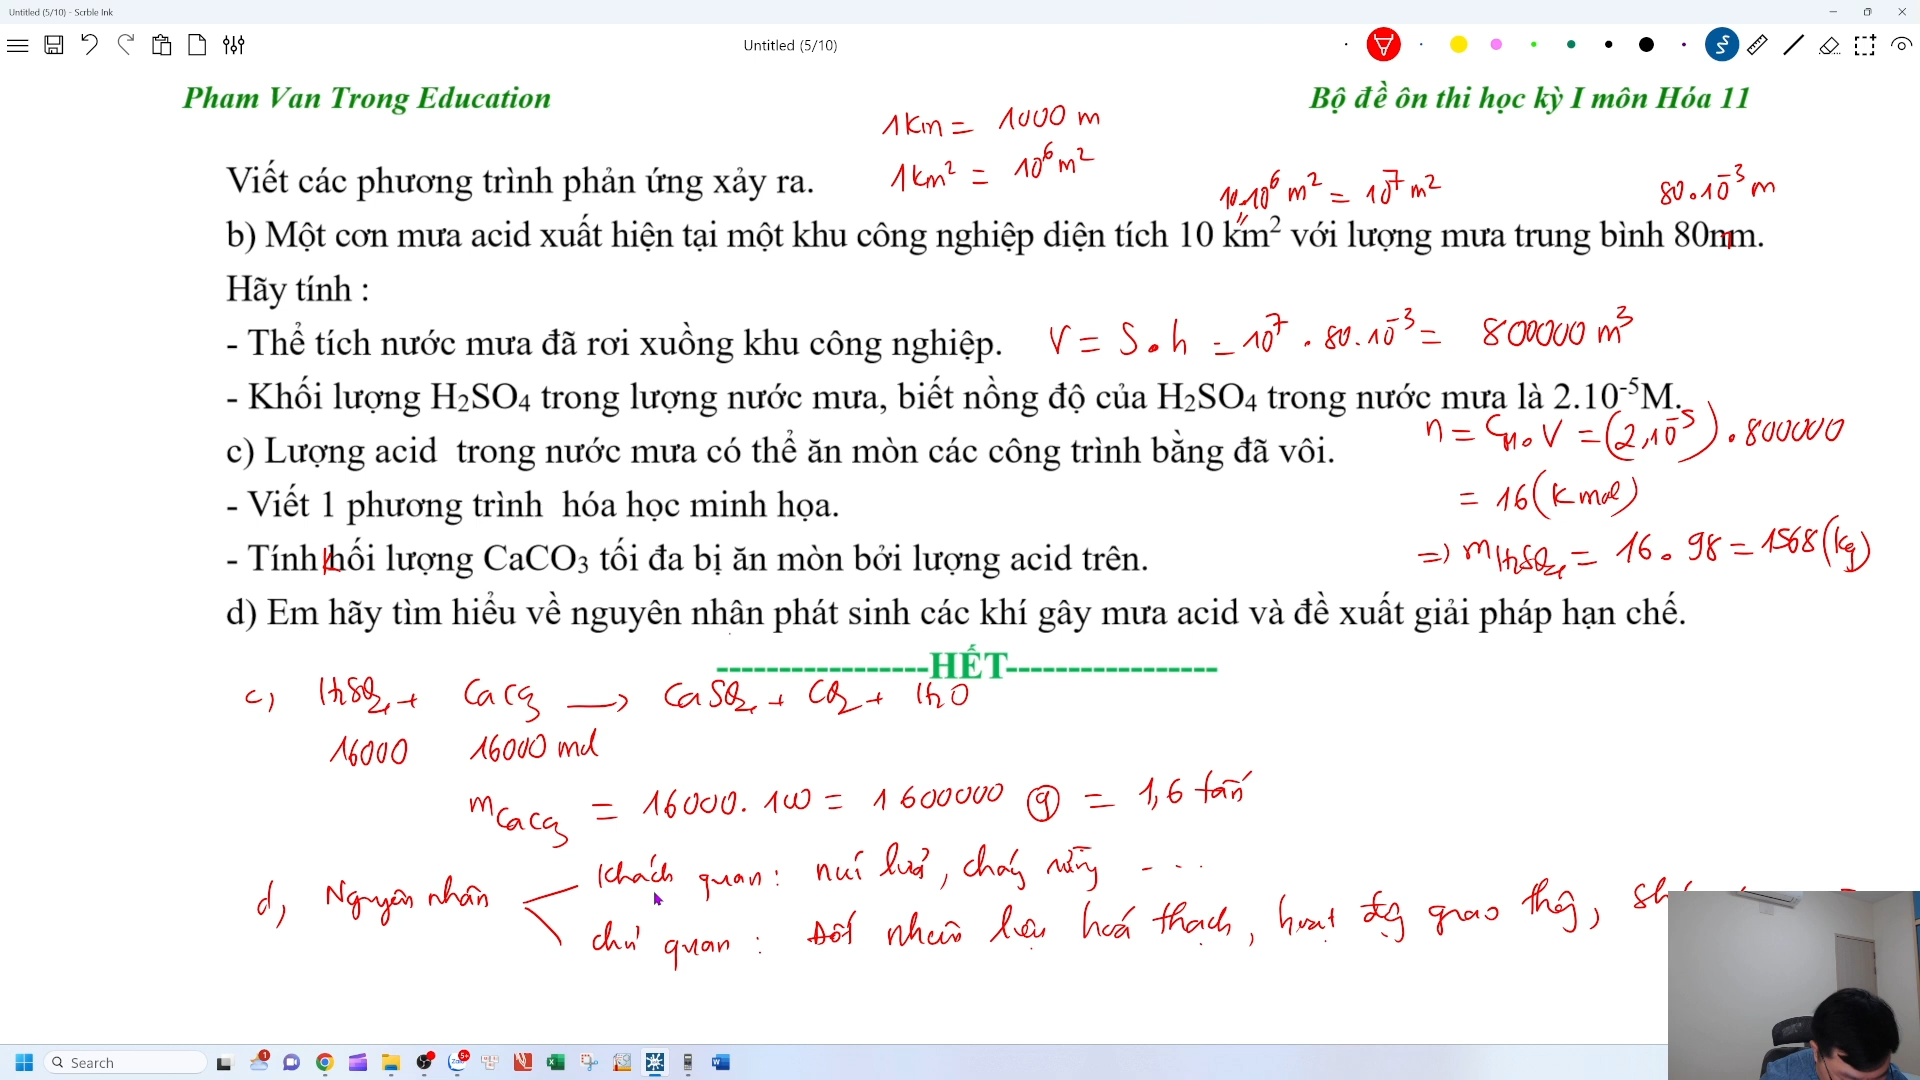 Untitled (5/10) - Scrble Ink
Untitled (5/10)
Pham Van Trong Education
Bộ đề ôn thi học kỳ I môn Hóa 11
1km = 1000 m
1km² = 10⁶ m²
Viết các phương trình phản ứng xảy ra.
10.10⁶ m² = 10⁷ m²
80.10⁻³ m
b) Một cơn mưa acid xuất hiện tại một khu công nghiệp diện tích 10 km² với lượng mưa trung bình 80mm.
Hãy tính :
- Thể tích nước mưa đã rơi xuồng khu công nghiệp.
V = S.h = 10⁷ . 80.10⁻³ = 800000 m³
- Khối lượng H₂SO₄ trong lượng nước mưa, biết nồng độ của H₂SO₄ trong nước mưa là 2.10⁻⁵M.
n = C_M.V = (2.10⁻⁵).800000
c) Lượng acid trong nước mưa có thể ăn mòn các công trình bằng đã vôi.
= 16 (kmol)
- Viết 1 phương trình hóa học minh họa.
=> mH₂SO₄ = 16.98 = 1568 (kg)
- Tính khối lượng CaCO₃ tối đa bị ăn mòn bởi lượng acid trên.
d) Em hãy tìm hiểu về nguyên nhân phát sinh các khí gây mưa acid và đề xuất giải pháp hạn chế.
-----------------HẾT-----------------
c, H₂SO₄ + CaCO₃ → CaSO₄ + CO₂ + H₂O
16000 16000 mol
mCaCO₃ = 16000.100 = 1600000 g = 1,6 tấn
d, Nguyên nhân
Khách quan: núi lửa, cháy rừng ...
chủ quan: Đốt nhiên liệu hoá thạch, hoạt động giao thông,
Search